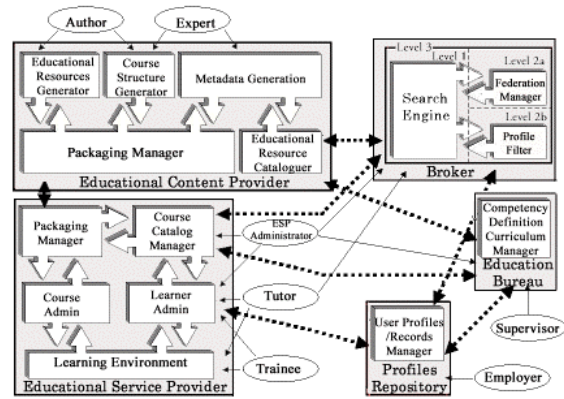 Author
Expert
Educational
Resources
Generator
Course
Structure
Generator
Metadata Generation
Packaging Manager
Educational
Resource
Cataloguer
Educational Content Provider
Level 3
Level 1
Level 2a
Search
Engine
Federation
Manager
Level 2b
Profile
Filter
Broker
Packaging
Manager
Course
Catalog
Manager
ESP
Administrator
Course
Admin
Learner
Admin
Tutor
Learning Environment
Trainee
Educational Service Provider
Competency
Definition
Curriculum
Manager
Education
Bureau
Supervisor
User Profiles
/Records
Manager
Profiles
Repository
Employer